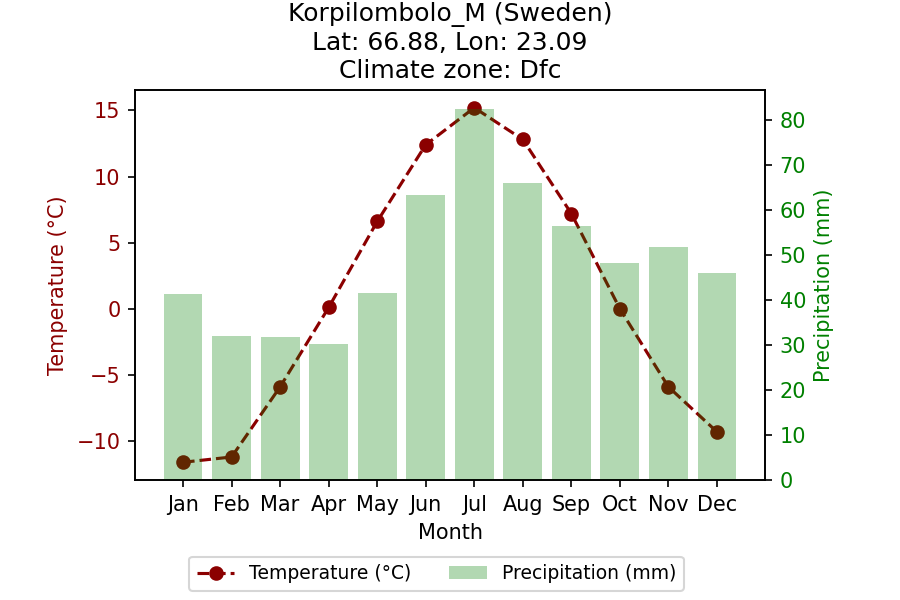 Korpilombolo_M (Sweden)
Lat: 66.88, Lon: 23.09
Climate zone: Dfc
15
10
5
0
−5
−10
Temperature (°C)
80
70
60
50
40
30
20
10
0
Precipitation (mm)
Jan Feb Mar Apr May Jun Jul Aug Sep Oct Nov Dec
Month
Temperature (°C) Precipitation (mm)